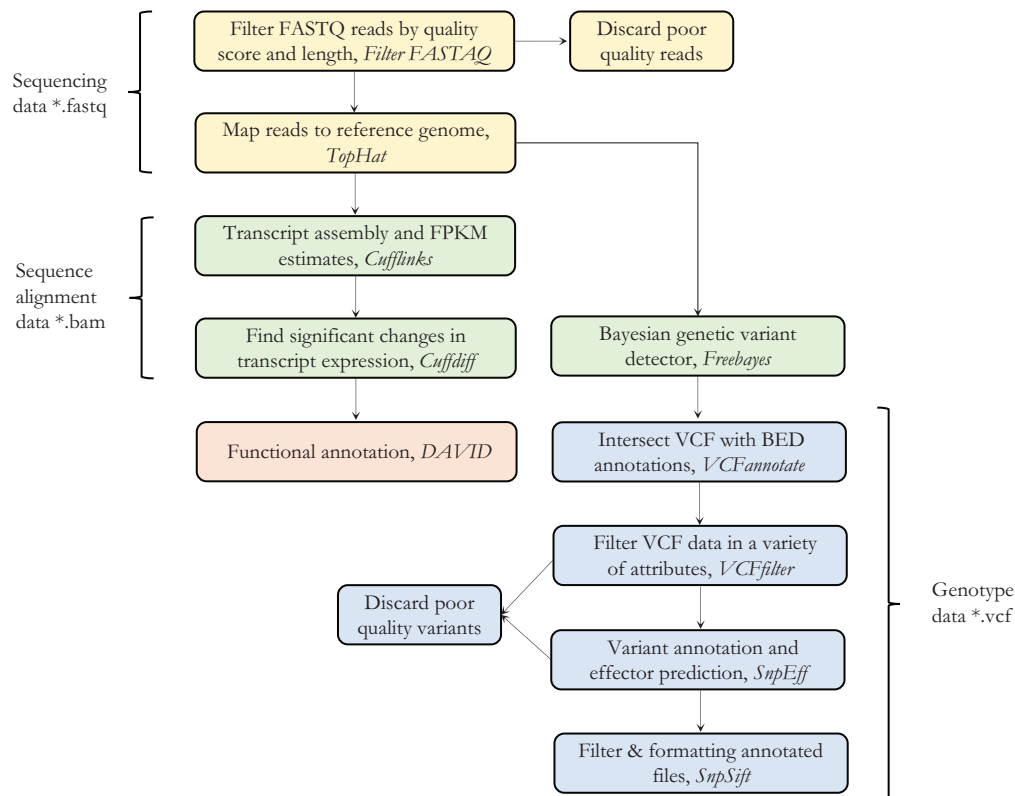 Filter FASTQ reads by quality
score and length, Filter FASTAQ
Discard poor
quality reads
Sequencing
data *.fastq
Map reads to reference genome,
TopHat
Transcript assembly and FPKM
estimates, Cufflinks
Sequence
alignment
data *.bam
Find significant changes in
transcript expression, Cuffdiff
Bayesian genetic variant
detector, Freebayes
Functional annotation, DAVID
Intersect VCF with BED
annotations, VCFannotate
Filter VCF data in a variety
of attributes, VCFfilter
Discard poor
quality variants
Genotype
data *.vcf
Variant annotation and
effector prediction, SnpEff
Filter & formatting annotated
files, SnpSift